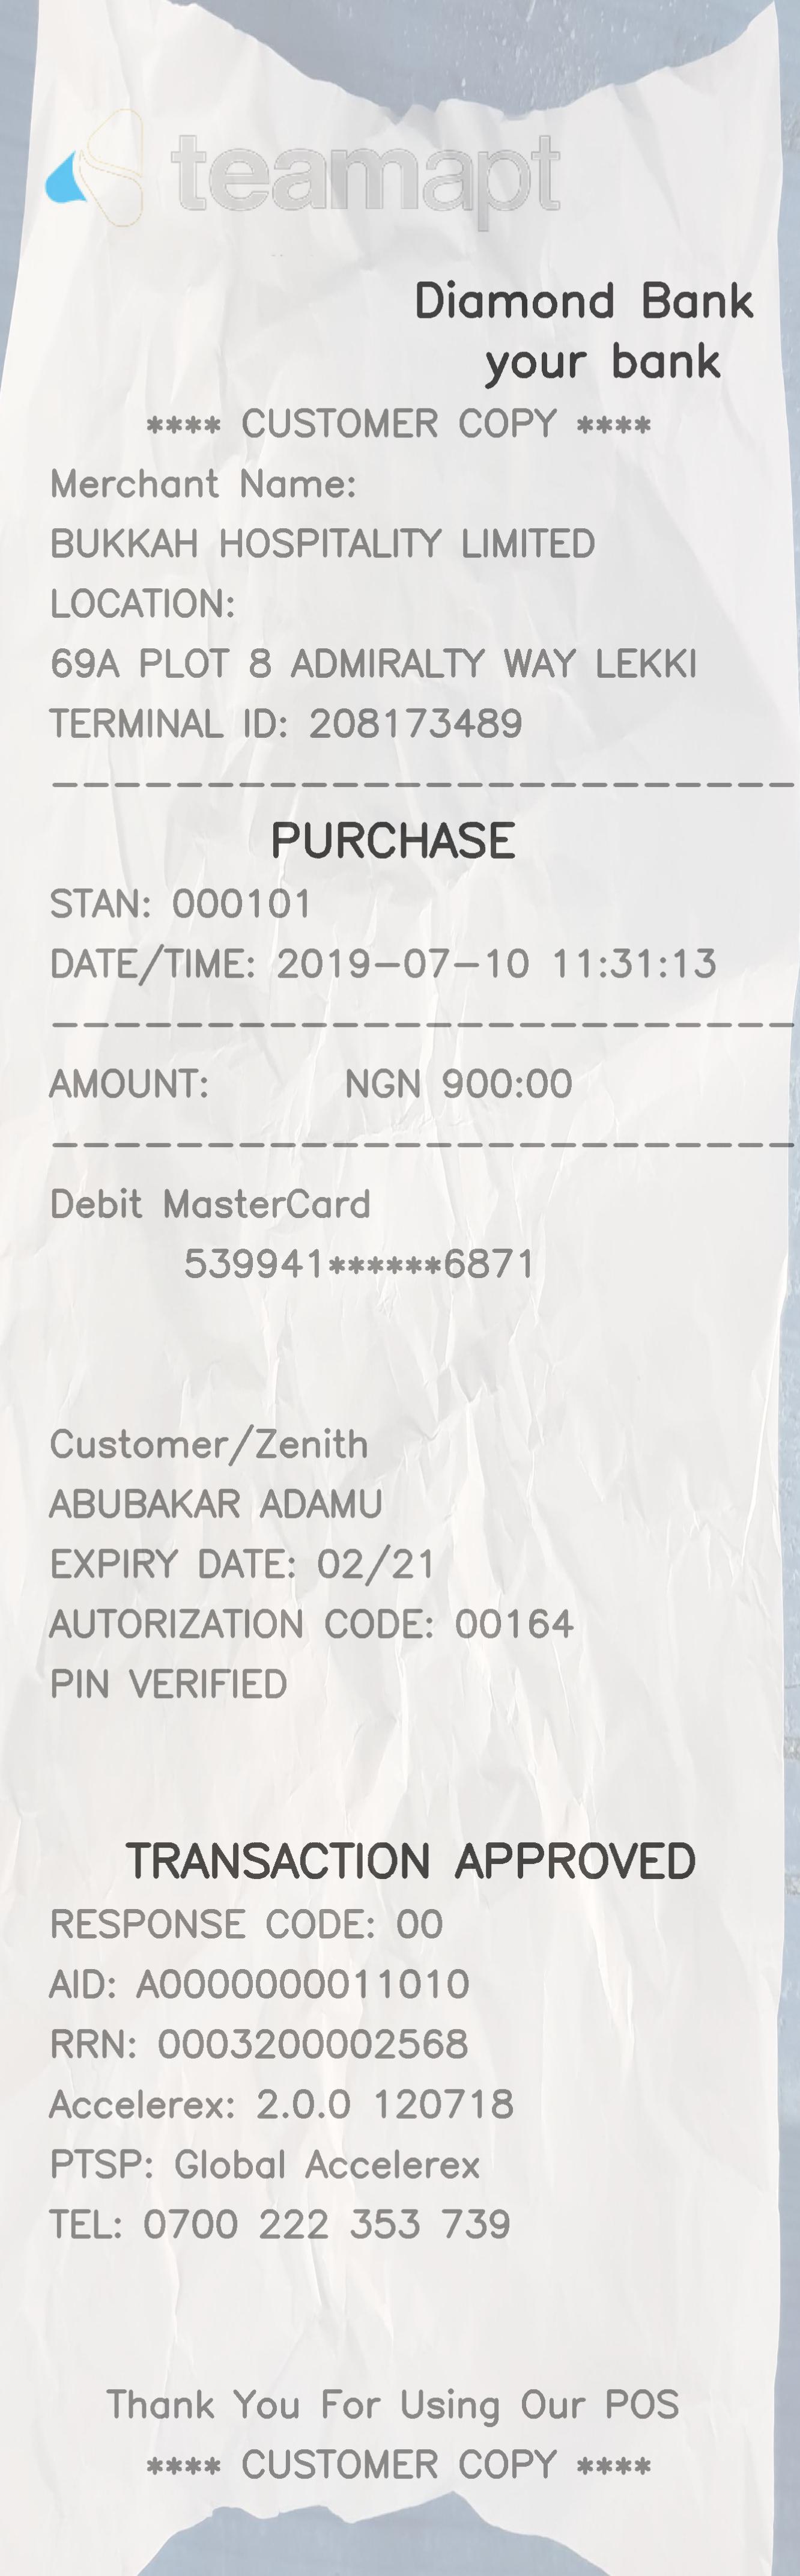 teamapt
Diamond Bank
your bank
**** CUSTOMER COPY ****
Merchant Name:
BUKKAH HOSPITALITY LIMITED
LOCATION:
69A PLOT 8 ADMIRALTY WAY LEKKI
TERMINAL ID: 208173489
-------------------------
PURCHASE
STAN: 000101
DATE/TIME: 2019-07-10 11:31:13
-------------------------
AMOUNT: NGN 900:00
-------------------------
Debit MasterCard
539941******6871
Customer/Zenith
ABUBAKAR ADAMU
EXPIRY DATE: 02/21
AUTORIZATION CODE: 00164
PIN VERIFIED
TRANSACTION APPROVED
RESPONSE CODE: 00
AID: A0000000011010
RRN: 0003200002568
Accelerex: 2.0.0 120718
PTSP: Global Accelerex
TEL: 0700 222 353 739
Thank You For Using Our POS
**** CUSTOMER COPY ****